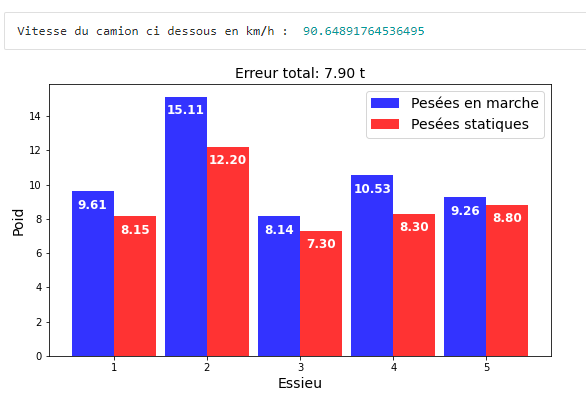 Vitesse du camion ci dessous en km/h : 90.64891764536495
Erreur total: 7.90 t
Pesées en marche
Pesées statiques
14
12
10
8
6
4
2
0
Poid
9.61
8.15
15.11
12.20
8.14
7.30
10.53
8.30
9.26
8.80
1 2 3 4 5
Essieu